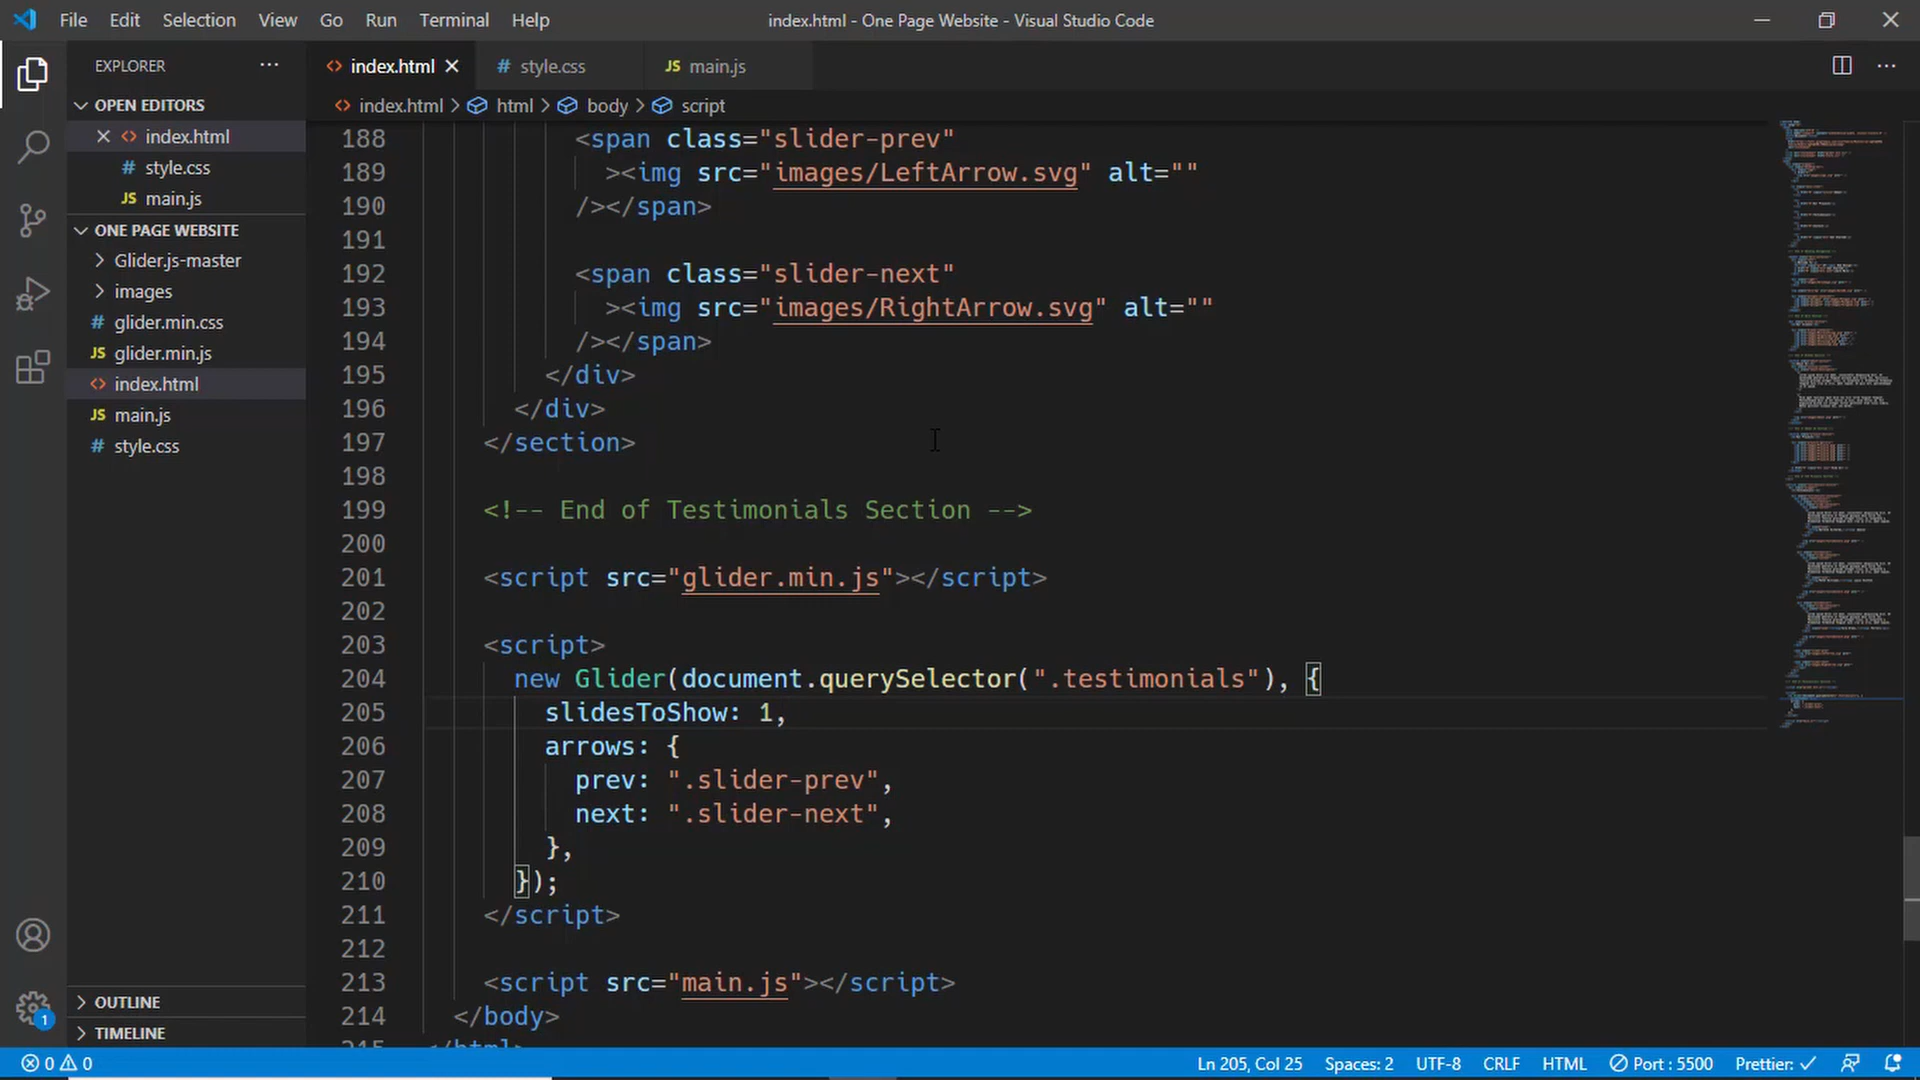 File Edit Selection View Go Run Terminal Help
index.html - One Page Website - Visual Studio Code
EXPLORER
OPEN EDITORS
index.html
# style.css
JS main.js
ONE PAGE WEBSITE
Glider.js-master
images
# glider.min.css
JS glider.min.js
index.html
JS main.js
# style.css
OUTLINE
TIMELINE
index.html
# style.css
JS main.js
index.html > html > body > script
188 <span class="slider-prev"
189 ><img src="images/LeftArrow.svg" alt=""
190 /></span>
191
192 <span class="slider-next"
193 ><img src="images/RightArrow.svg" alt=""
194 /></span>
195 </div>
196 </div>
197 </section>
198
199 <!-- End of Testimonials Section -->
200
201 <script src="glider.min.js"></script>
202
203 <script>
204 new Glider(document.querySelector(".testimonials"), {
205 slidesToShow: 1,
206 arrows: {
207 prev: ".slider-prev",
208 next: ".slider-next",
209 },
210 });
211 </script>
212
213 <script src="main.js"></script>
214 </body>
215 </html>
1
0 0
Ln 205, Col 25 Spaces: 2 UTF-8 CRLF HTML Port : 5500 Prettier: ✓